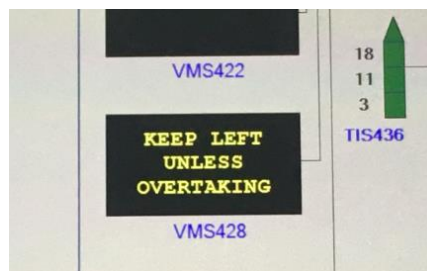 VMS422
KEEP LEFT
UNLESS
OVERTAKING
VMS428
18
11
3
TIS436